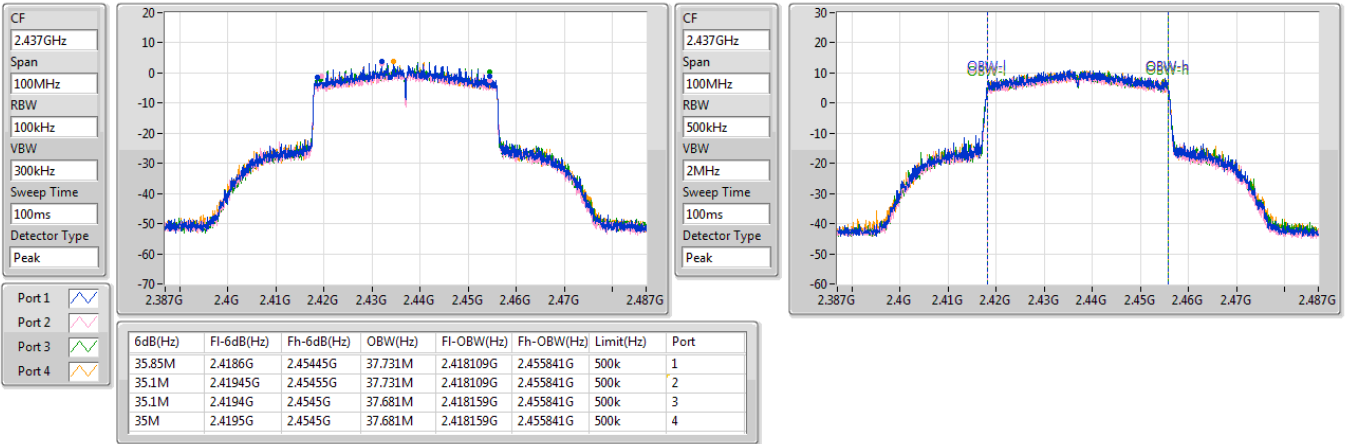 CF
2.437GHz
Span
100MHz
RBW
100kHz
VBW
300kHz
Sweep Time
100ms
Detector Type
Peak
20
10
0
-10
-20
-30
-40
-50
-60
-70
2.387G 2.4G 2.41G 2.42G 2.43G 2.44G 2.45G 2.46G 2.47G 2.487G
CF
2.437GHz
Span
100MHz
RBW
500kHz
VBW
2MHz
Sweep Time
100ms
Detector Type
Peak
30
20
10
0
-10
-20
-30
-40
-50
-60
OBW-l OBW-h
2.387G 2.4G 2.41G 2.42G 2.43G 2.44G 2.45G 2.46G 2.47G 2.487G
Port 1
Port 2
Port 3
Port 4
6dB(Hz) Fl-6dB(Hz) Fh-6dB(Hz) OBW(Hz) Fl-OBW(Hz) Fh-OBW(Hz) Limit(Hz) Port
35.85M 2.4186G 2.45445G 37.731M 2.418109G 2.455841G 500k 1
35.1M 2.41945G 2.45455G 37.731M 2.418109G 2.455841G 500k 2
35.1M 2.4194G 2.4545G 37.681M 2.418159G 2.455841G 500k 3
35M 2.4195G 2.4545G 37.681M 2.418159G 2.455841G 500k 4